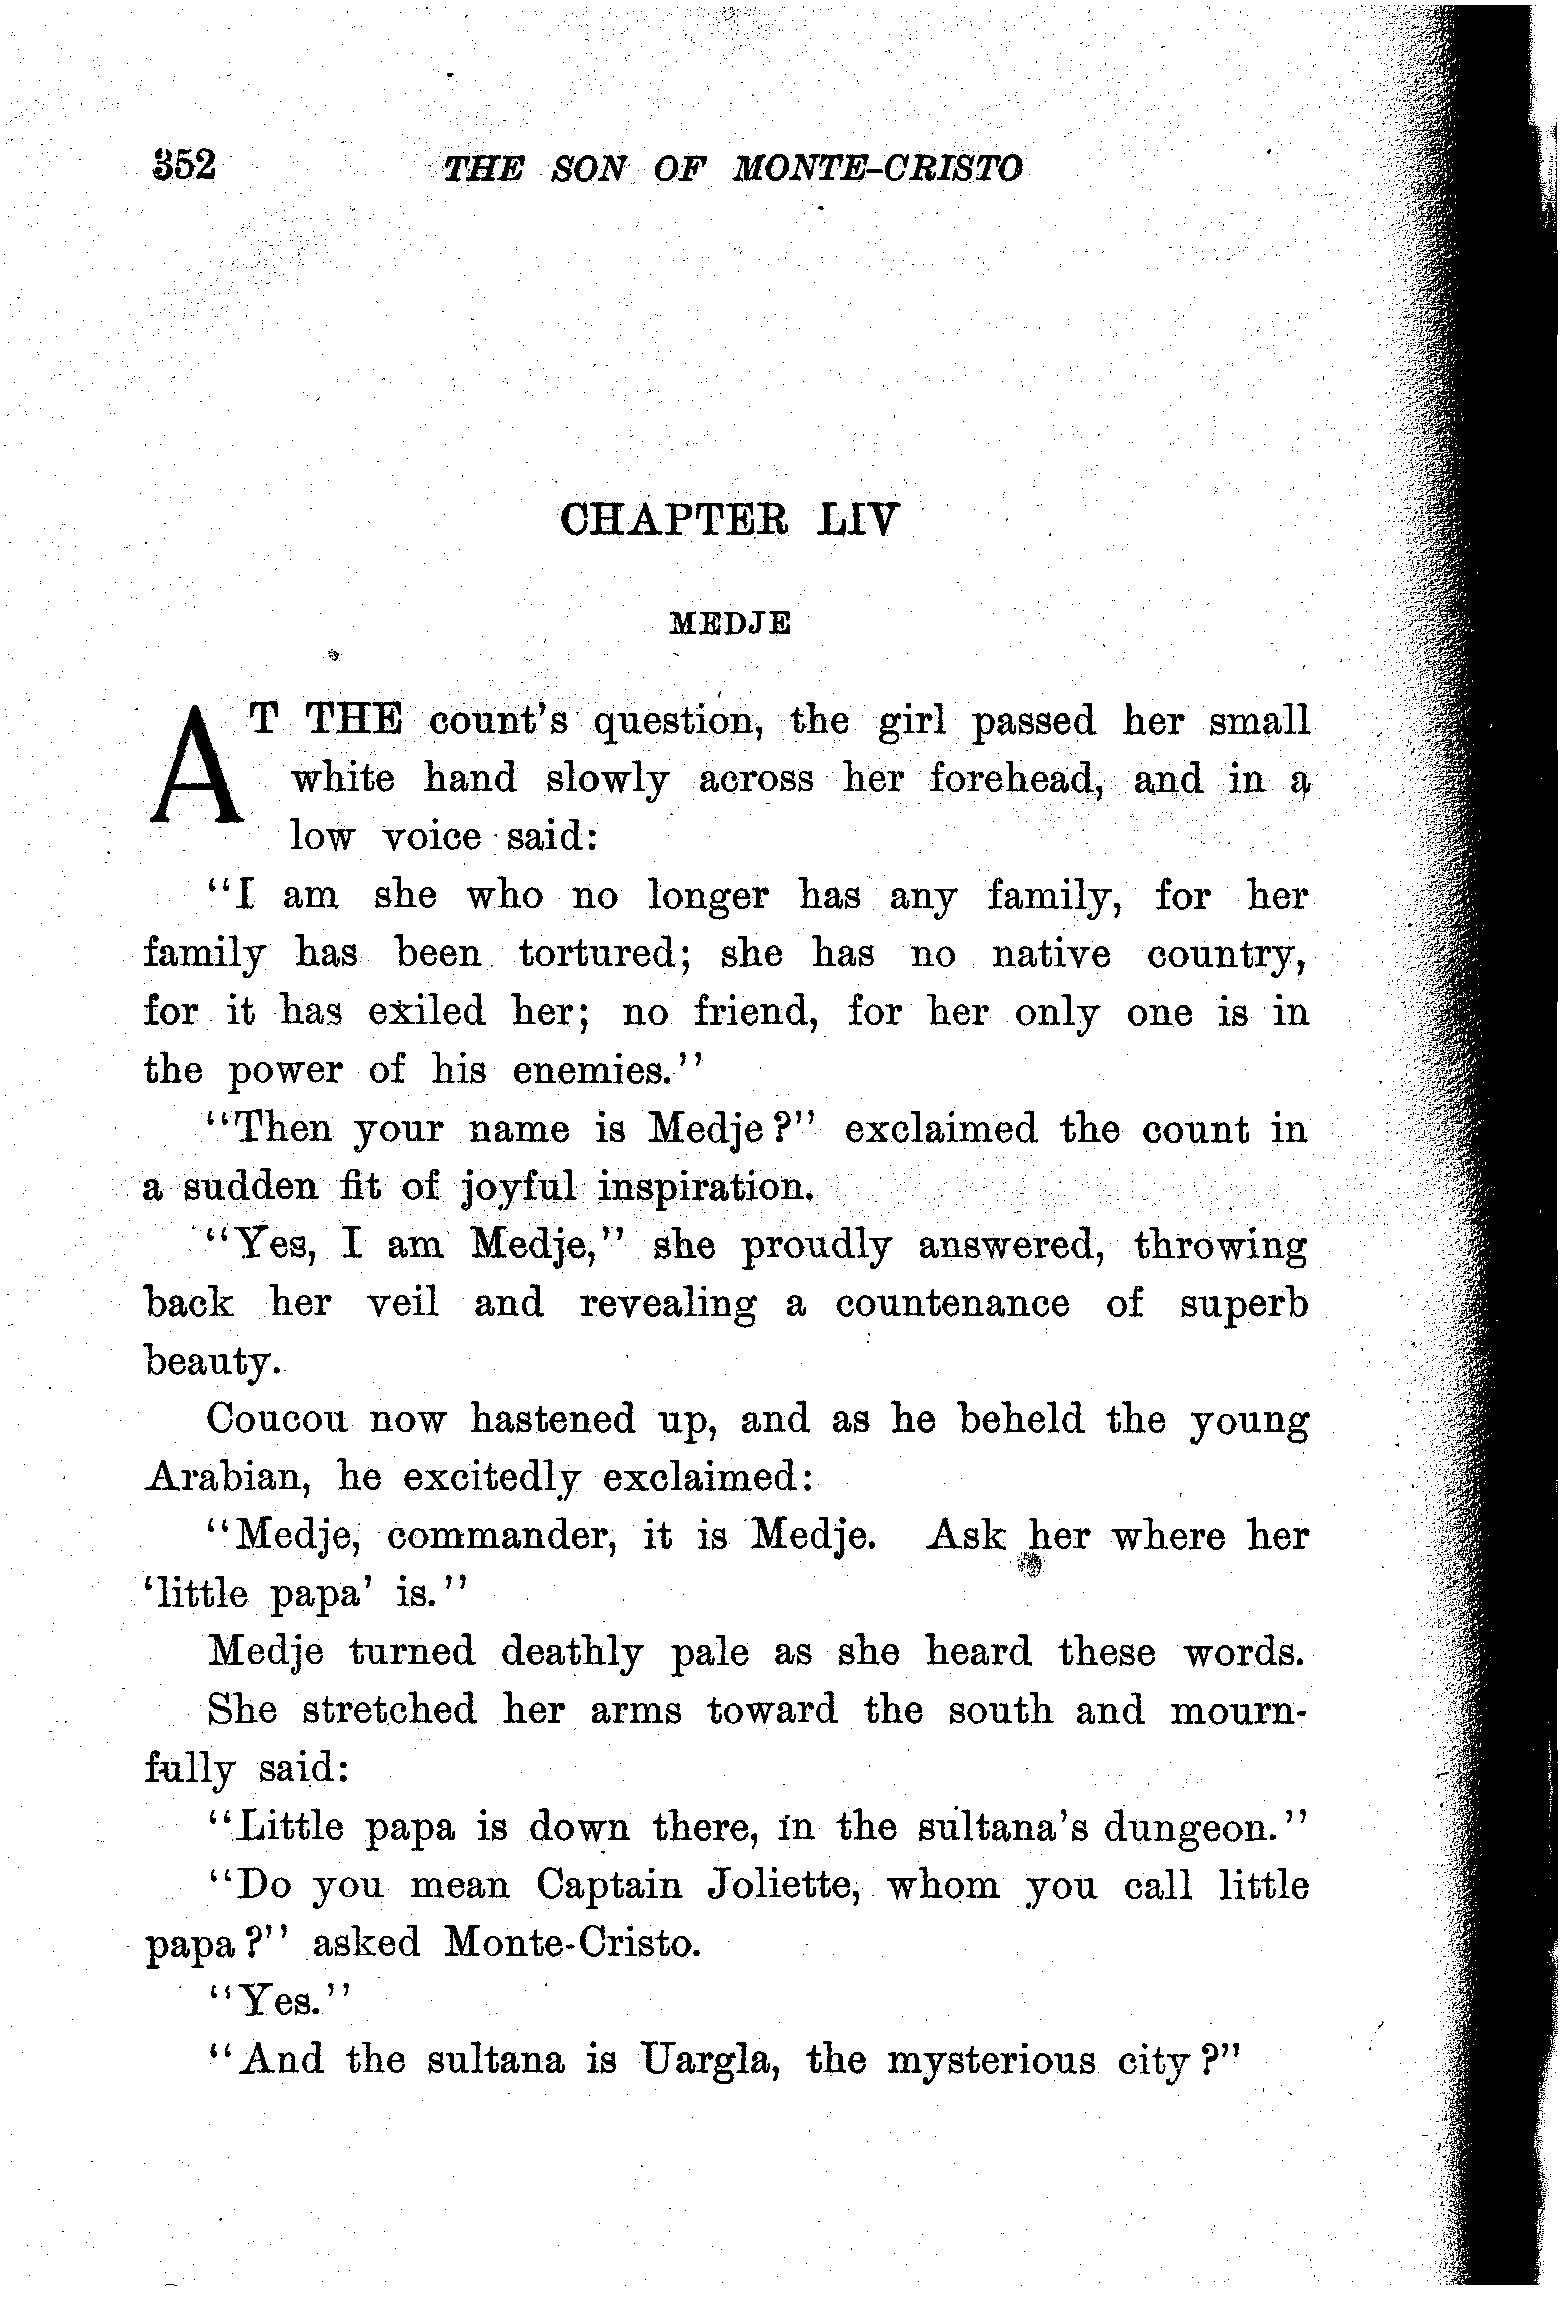 352 THE SON OF MONTE-CRISTO
CHAPTER LIV
MEDJE
AT THE count's question, the girl passed her small
white hand slowly across her forehead, and in a
low voice said:
"I am she who no longer has any family, for her
family has been tortured; she has no native country,
for it has exiled her; no friend, for her only one is in
the power of his enemies."
"Then your name is Medje?" exclaimed the count in
a sudden fit of joyful inspiration.
"Yes, I am Medje," she proudly answered, throwing
back her veil and revealing a countenance of superb
beauty.
Coucou now hastened up, and as he beheld the young
Arabian, he excitedly exclaimed:
"Medje, commander, it is Medje. Ask her where her
'little papa' is."
Medje turned deathly pale as she heard these words.
She stretched her arms toward the south and mourn-
fully said:
"Little papa is down there, in the sultana's dungeon."
"Do you mean Captain Joliette, whom you call little
papa?" asked Monte-Cristo.
"Yes."
"And the sultana is Uargla, the mysterious city?"